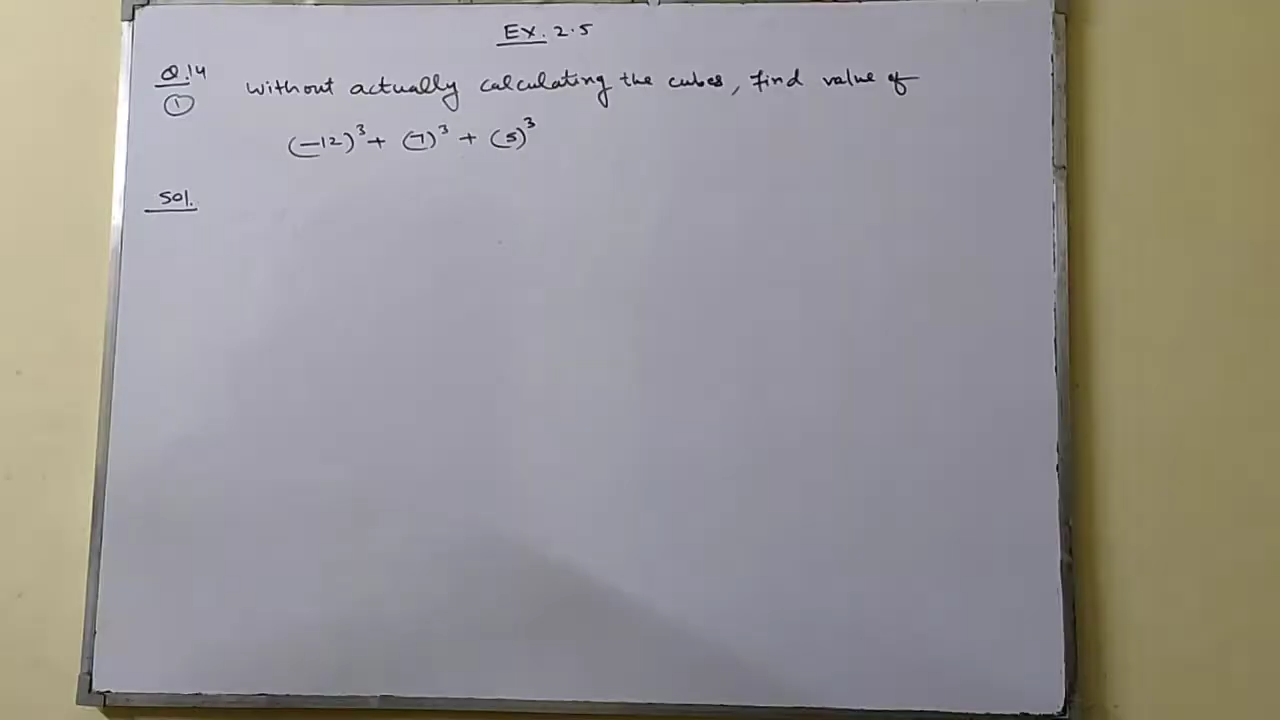 Ex. 2.5
Q.14 Without actually calculating the cubes, find value of
①
(-12)³ + (7)³ + (5)³
Sol.